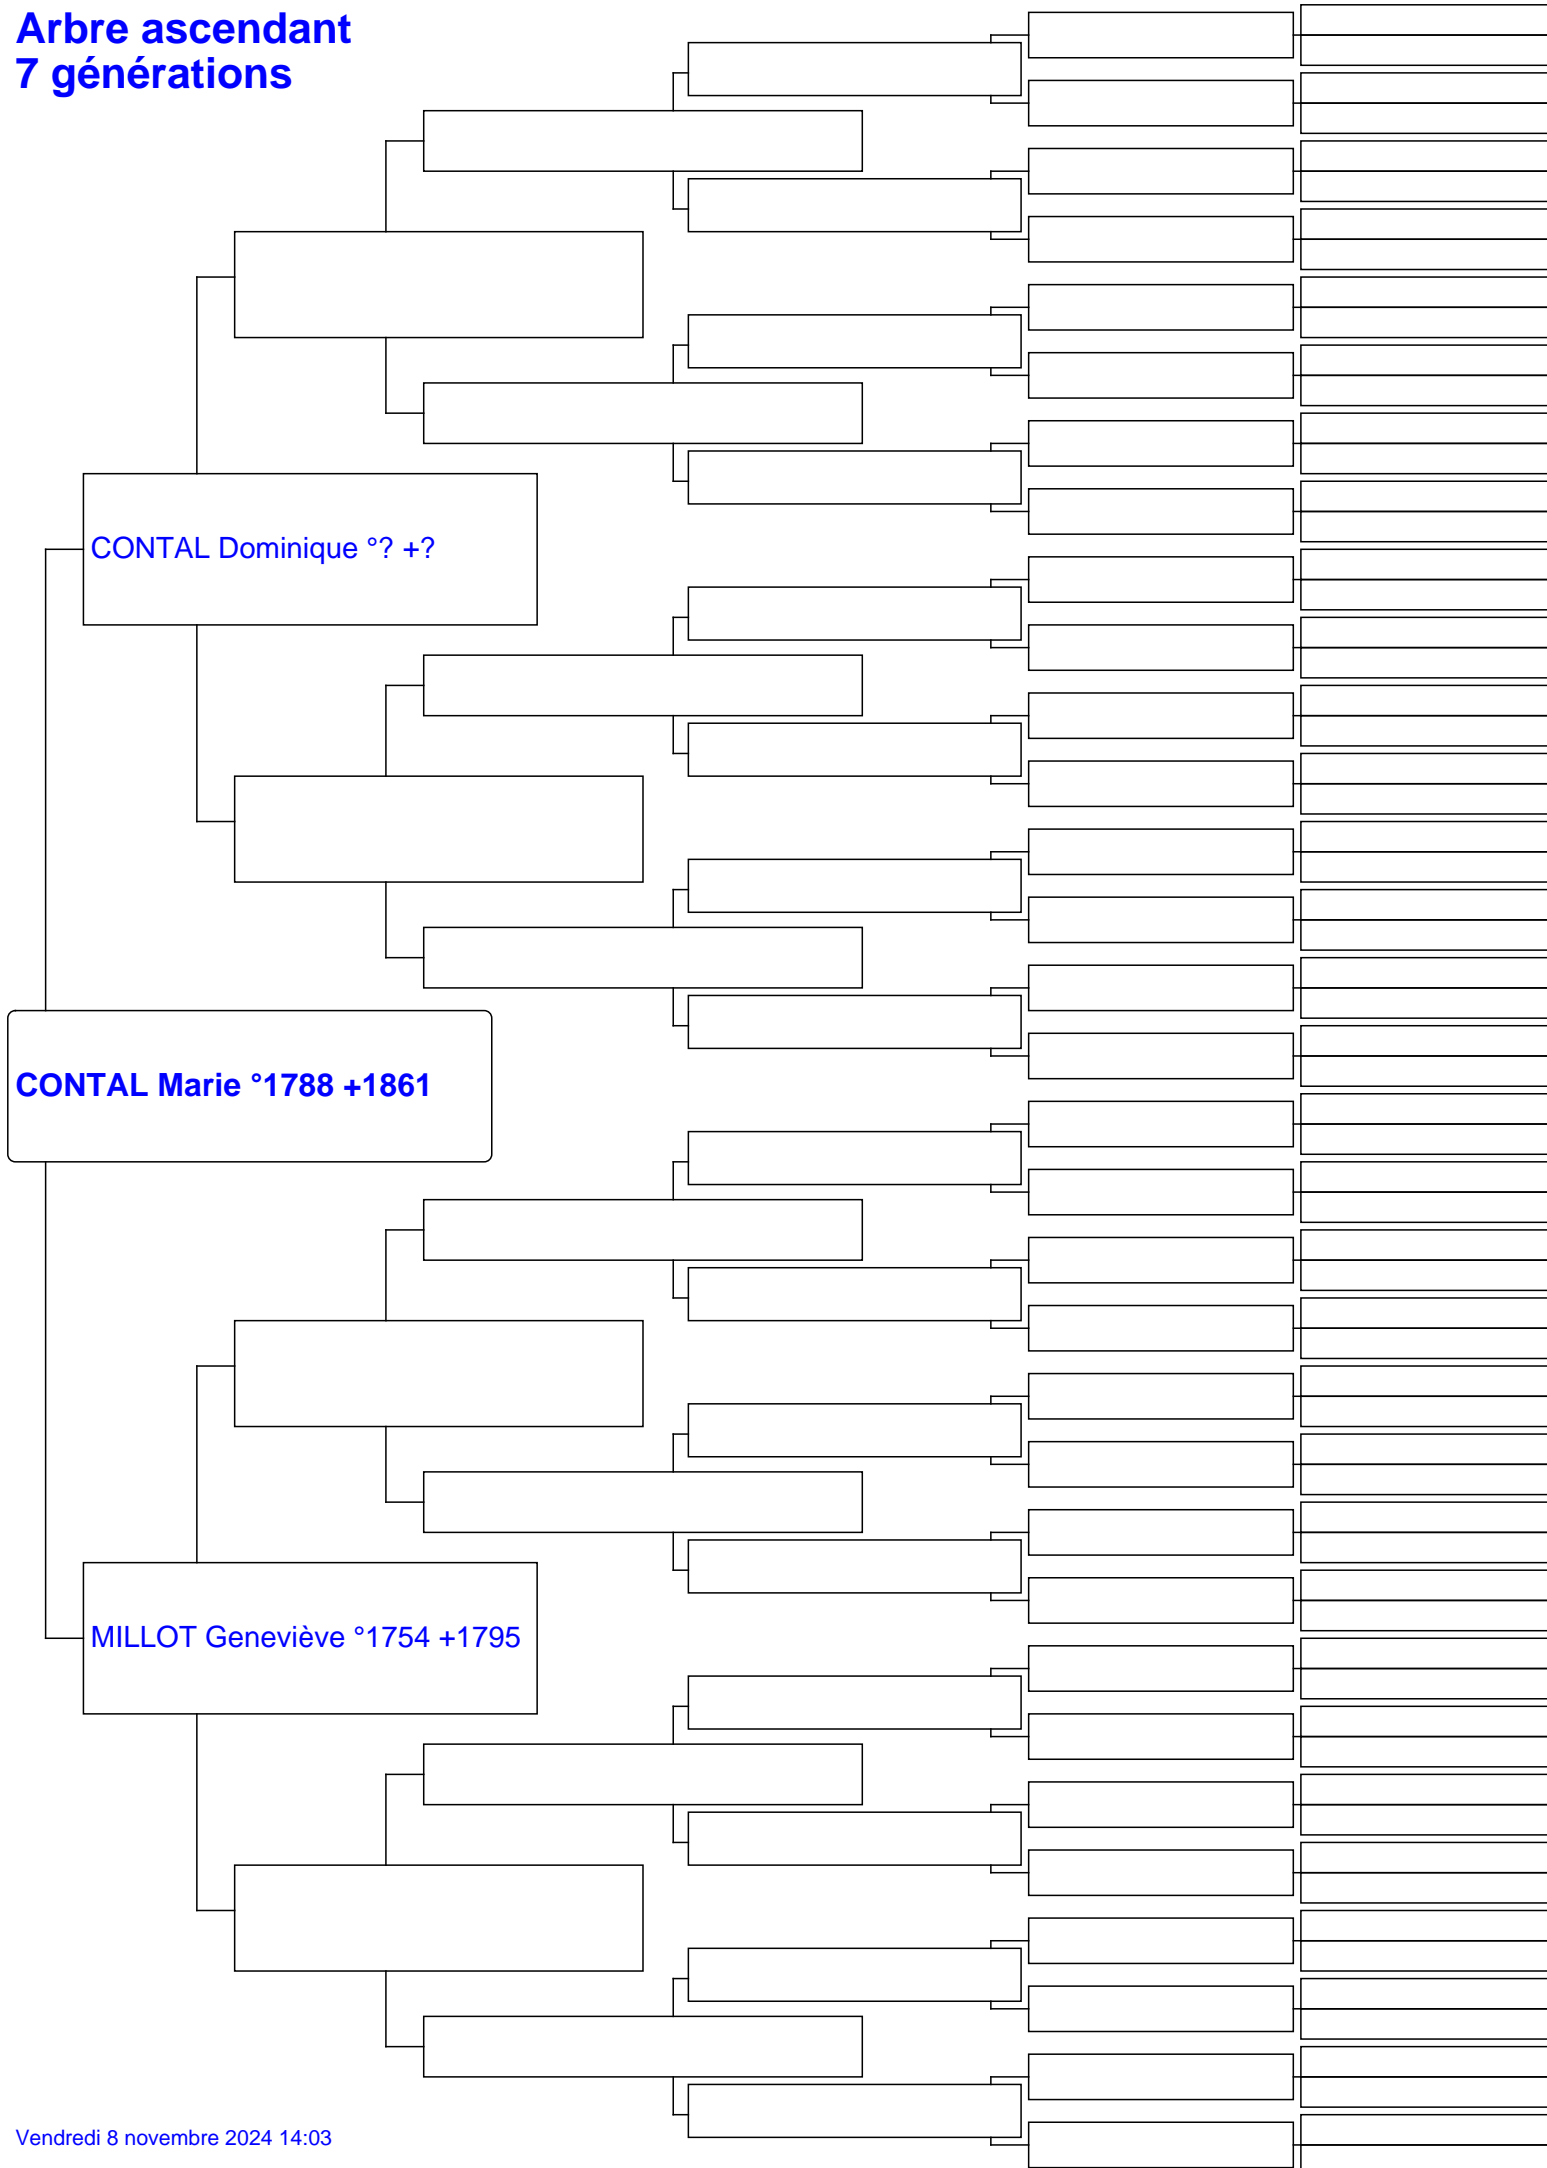 Arbre ascendant
7 générations
CONTAL Dominique °? +?
CONTAL Marie °1788 +1861
MILLOT Geneviève °1754 +1795
Vendredi 8 novembre 2024 14:03